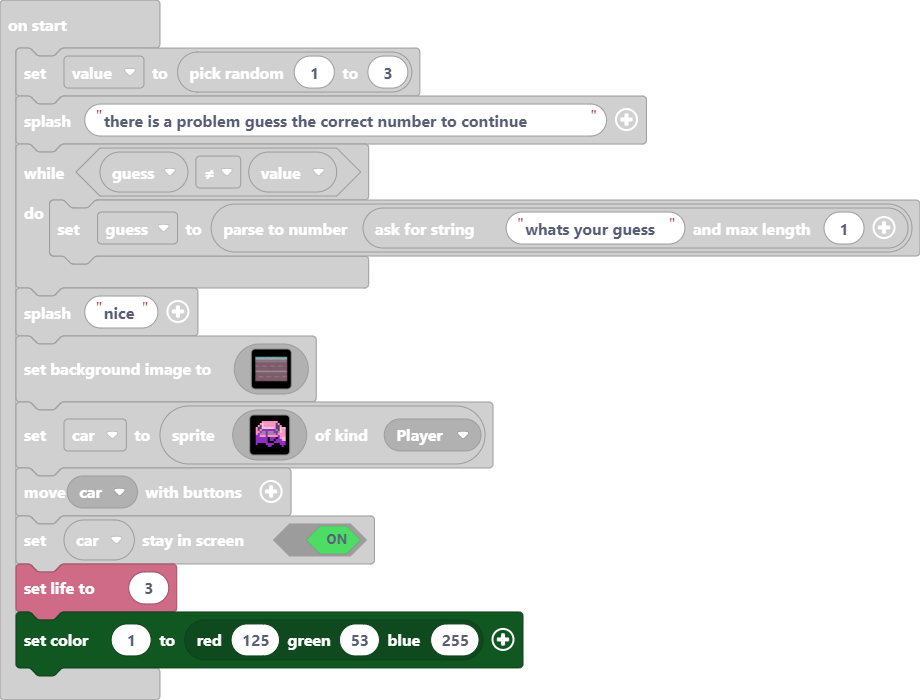 on start
set value to pick random 1 to 3
splash "there is a problem guess the correct number to continue"
while guess ≠ value
do
set guess to parse to number ask for string "whats your guess" and max length 1
splash "nice"
set background image to
set car to sprite of kind Player
move car with buttons
set car stay in screen ON
set life to 3
set color 1 to red 125 green 53 blue 255